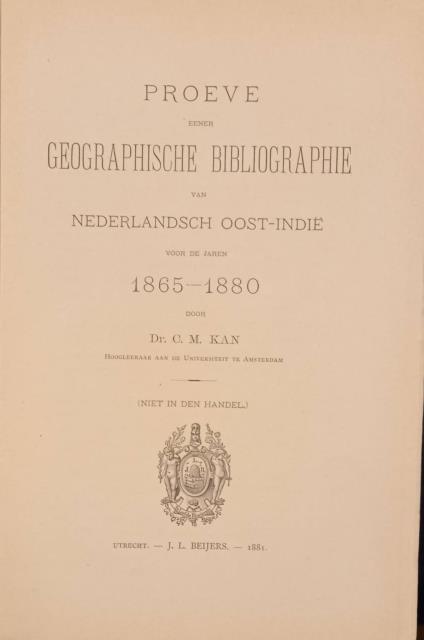 PROEVE
EENER
GEOGRAPHISCHE BIBLIOGRAPHIE
VAN
NEDERLANDSCH OOST-INDIË
VOOR DE JAREN
1865—1880
DOOR
Dr. C. M. KAN
Hoogleeraar aan de Universiteit te Amsterdam
(NIET IN DEN HANDEL.)
UTRECHT. — J. L. BEIJERS. — 1881.